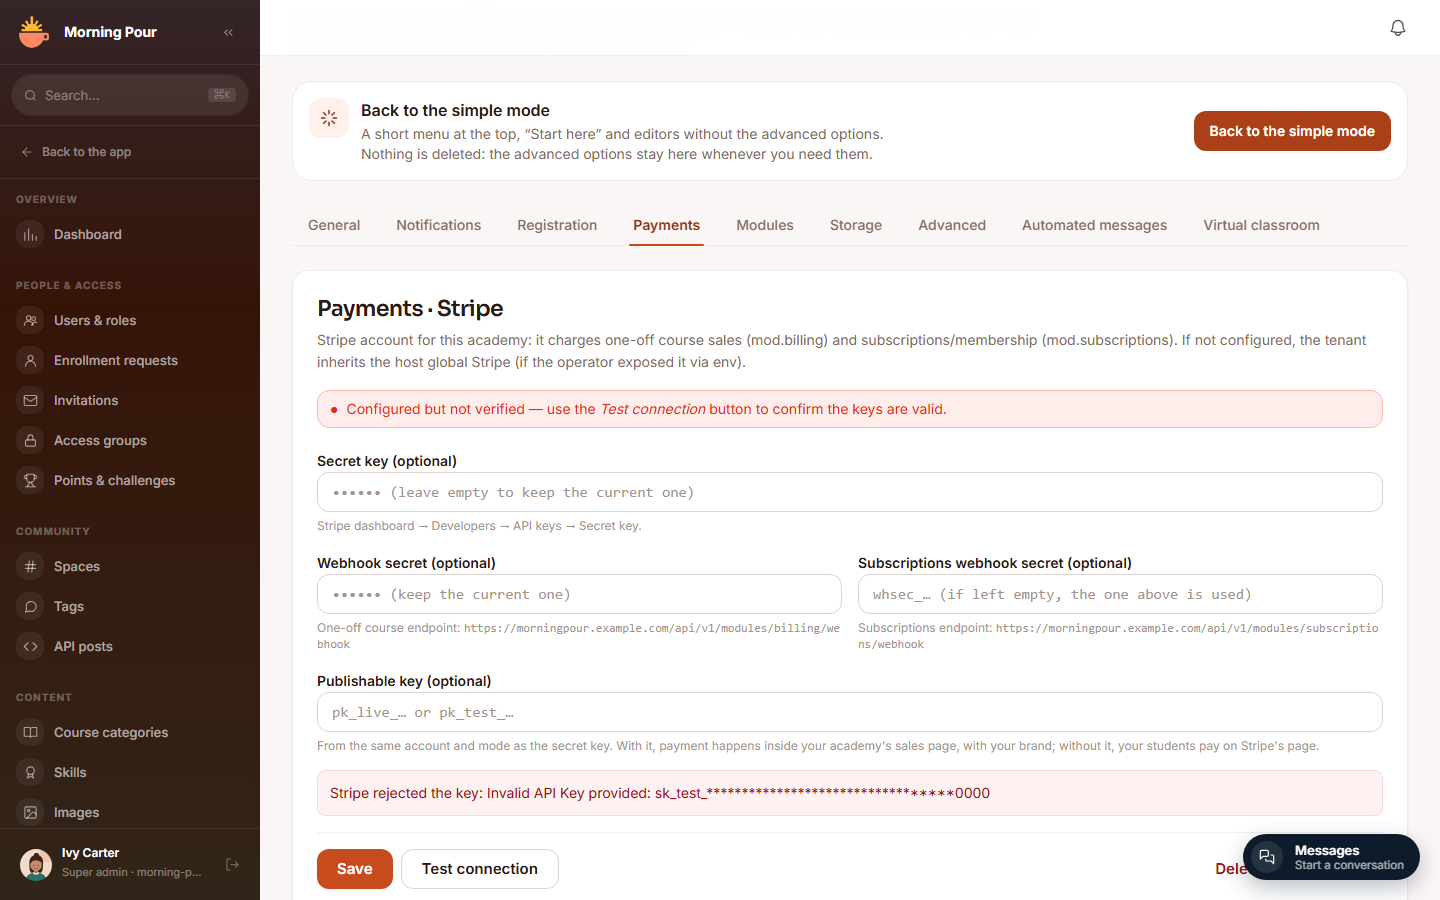 Morning Pour
Search...
⌘K
Back to the app
OVERVIEW
Dashboard
PEOPLE & ACCESS
Users & roles
Enrollment requests
Invitations
Access groups
Points & challenges
COMMUNITY
Spaces
Tags
API posts
CONTENT
Course categories
Skills
Images
Ivy Carter
Super admin · morning-p...
Back to the simple mode
A short menu at the top, "Start here" and editors without the advanced options.
Nothing is deleted: the advanced options stay here whenever you need them.
Back to the simple mode
General
Notifications
Registration
Payments
Modules
Storage
Advanced
Automated messages
Virtual classroom
Payments · Stripe
Stripe account for this academy: it charges one-off course sales (mod.billing) and subscriptions/membership (mod.subscriptions). If not configured, the tenant
inherits the host global Stripe (if the operator exposed it via env).
Configured but not verified — use the Test connection button to confirm the keys are valid.
Secret key (optional)
•••••• (leave empty to keep the current one)
Stripe dashboard → Developers → API keys → Secret key.
Webhook secret (optional)
•••••• (keep the current one)
One-off course endpoint: https://morningpour.example.com/api/v1/modules/billing/we
bhook
Subscriptions webhook secret (optional)
whsec_… (if left empty, the one above is used)
Subscriptions endpoint: https://morningpour.example.com/api/v1/modules/subscriptio
ns/webhook
Publishable key (optional)
pk_live_… or pk_test_…
From the same account and mode as the secret key. With it, payment happens inside your academy's sales page, with your brand; without it, your students pay on Stripe's page.
Stripe rejected the key: Invalid API Key provided: sk_test_***********************************0000
Save
Test connection
Messages
Start a conversation